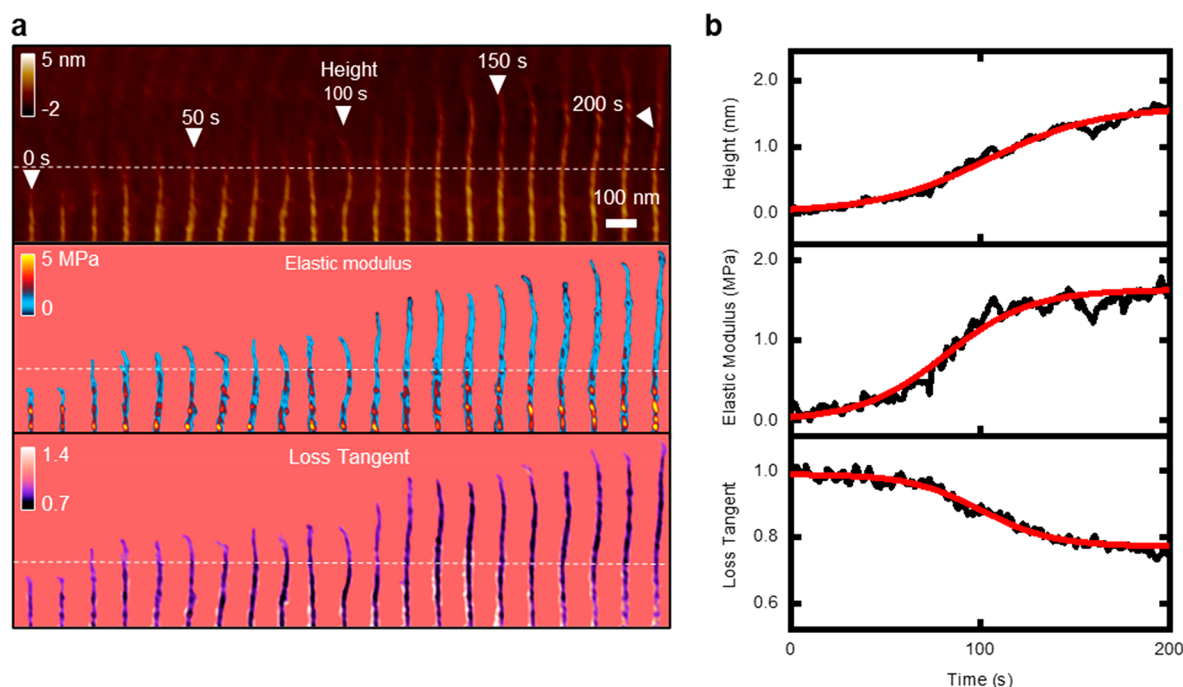 a
5 nm
-2
0 s
50 s
Height
100 s
150 s
200 s
100 nm
5 MPa
0
Elastic modulus
1.4
0.7
Loss Tangent
b
2.0
1.0
0.0
Height (nm)
2.0
1.0
0.0
Elastic Modulus (MPa)
1.0
0.8
0.6
Loss Tangent
0
100
200
Time (s)